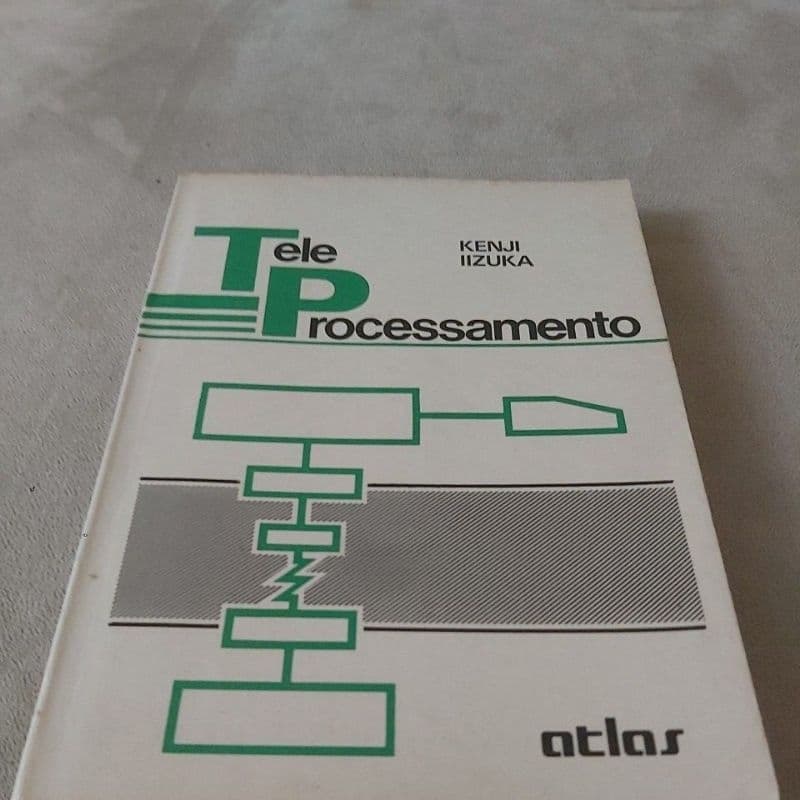 Tele
Processamento
KENJI
IIZUKA
atlas